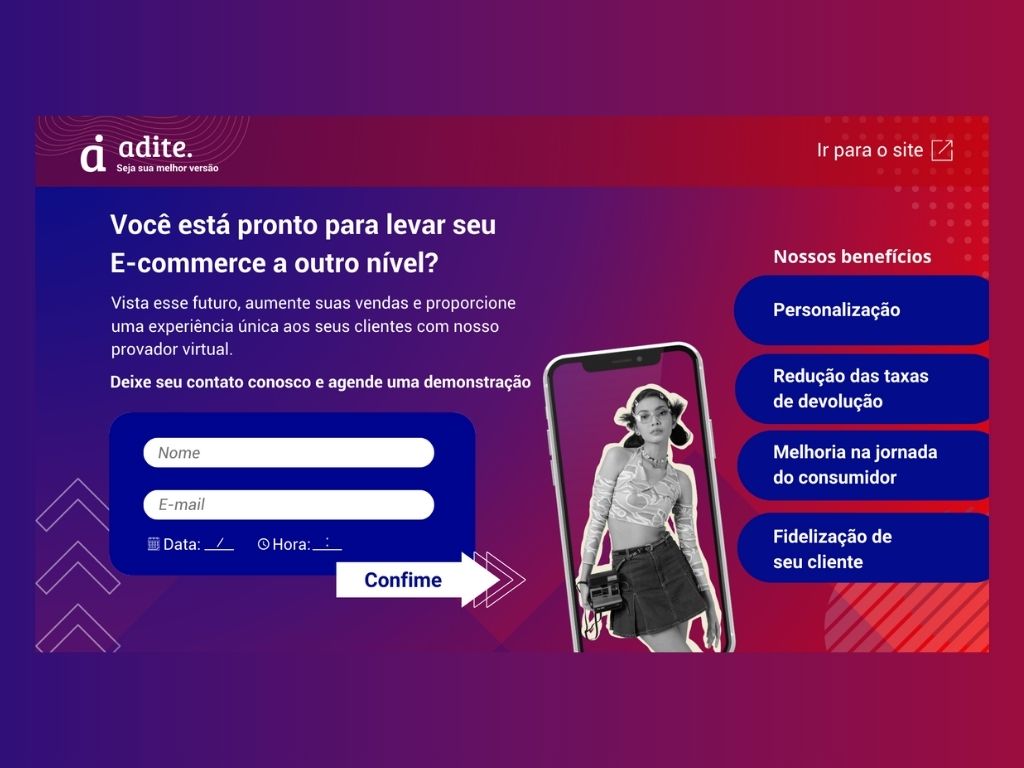 adite.
Seja sua melhor versão
Ir para o site
Você está pronto para levar seu
E-commerce a outro nível?
Vista esse futuro, aumente suas vendas e proporcione
uma experiência única aos seus clientes com nosso
provador virtual.
Deixe seu contato conosco e agende uma demonstração
Nome
E-mail
Data: __/__ Hora:__:__
Confime
Nossos benefícios
Personalização
Redução das taxas
de devolução
Melhoria na jornada
do consumidor
Fidelização de
seu cliente